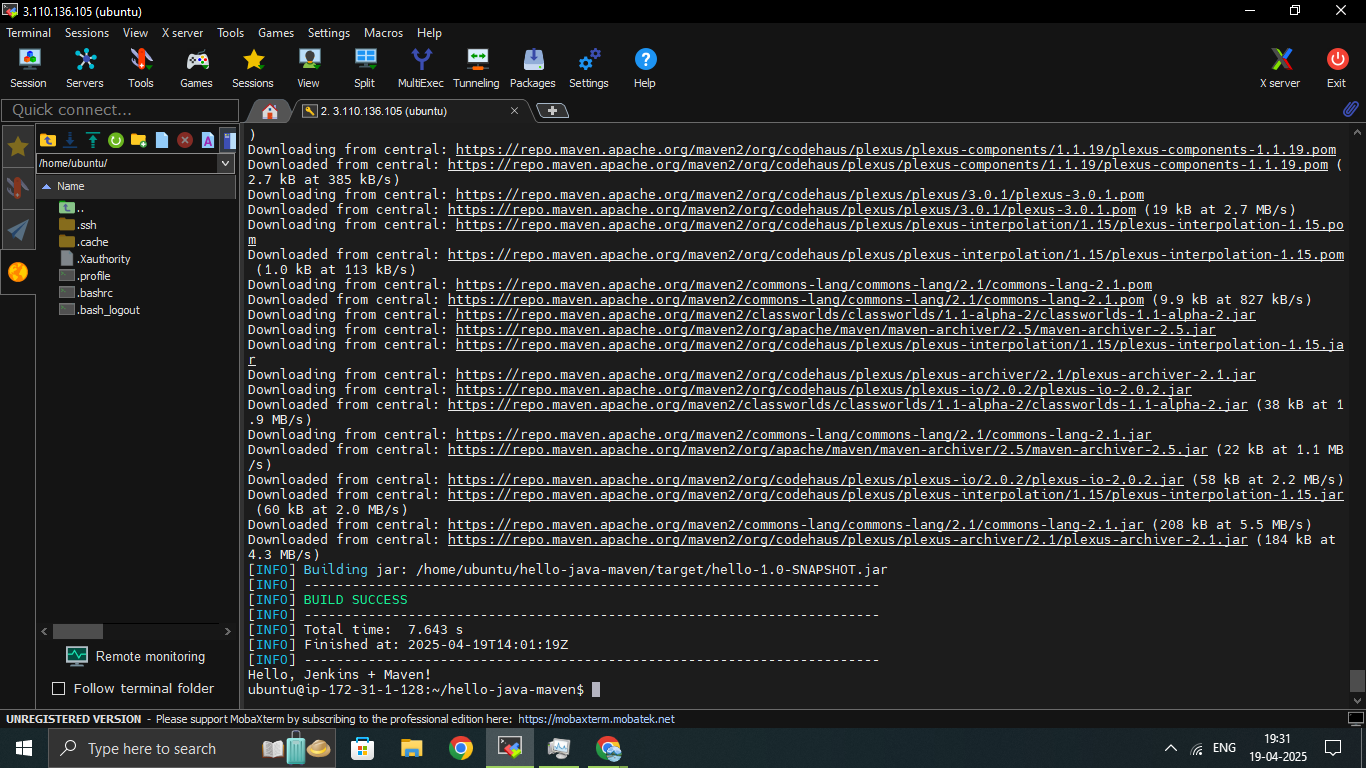 3.110.136.105 (ubuntu)
Terminal Sessions View X server Tools Games Settings Macros Help
Session Servers Tools Games Sessions View Split MultiExec Tunneling Packages Settings Help X server Exit
Quick connect...
2. 3.110.136.105 (ubuntu)
/home/ubuntu/
Name
..
.ssh
.cache
.Xauthority
.profile
.bashrc
.bash_logout
Remote monitoring
Follow terminal folder
)
Downloading from central: https://repo.maven.apache.org/maven2/org/codehaus/plexus/plexus-components/1.1.19/plexus-components-1.1.19.pom
Downloaded from central: https://repo.maven.apache.org/maven2/org/codehaus/plexus/plexus-components/1.1.19/plexus-components-1.1.19.pom (
2.7 kB at 385 kB/s)
Downloading from central: https://repo.maven.apache.org/maven2/org/codehaus/plexus/plexus/3.0.1/plexus-3.0.1.pom
Downloaded from central: https://repo.maven.apache.org/maven2/org/codehaus/plexus/plexus/3.0.1/plexus-3.0.1.pom (19 kB at 2.7 MB/s)
Downloading from central: https://repo.maven.apache.org/maven2/org/codehaus/plexus/plexus-interpolation/1.15/plexus-interpolation-1.15.po
m
Downloaded from central: https://repo.maven.apache.org/maven2/org/codehaus/plexus/plexus-interpolation/1.15/plexus-interpolation-1.15.pom
(1.0 kB at 113 kB/s)
Downloading from central: https://repo.maven.apache.org/maven2/commons-lang/commons-lang/2.1/commons-lang-2.1.pom
Downloaded from central: https://repo.maven.apache.org/maven2/commons-lang/commons-lang/2.1/commons-lang-2.1.pom (9.9 kB at 827 kB/s)
Downloading from central: https://repo.maven.apache.org/maven2/classworlds/classworlds/1.1-alpha-2/classworlds-1.1-alpha-2.jar
Downloading from central: https://repo.maven.apache.org/maven2/org/apache/maven/maven-archiver/2.5/maven-archiver-2.5.jar
Downloading from central: https://repo.maven.apache.org/maven2/org/codehaus/plexus/plexus-interpolation/1.15/plexus-interpolation-1.15.ja
r
Downloading from central: https://repo.maven.apache.org/maven2/org/codehaus/plexus/plexus-archiver/2.1/plexus-archiver-2.1.jar
Downloading from central: https://repo.maven.apache.org/maven2/org/codehaus/plexus/plexus-io/2.0.2/plexus-io-2.0.2.jar
Downloaded from central: https://repo.maven.apache.org/maven2/classworlds/classworlds/1.1-alpha-2/classworlds-1.1-alpha-2.jar (38 kB at 1
.9 MB/s)
Downloading from central: https://repo.maven.apache.org/maven2/commons-lang/commons-lang/2.1/commons-lang-2.1.jar
Downloaded from central: https://repo.maven.apache.org/maven2/org/apache/maven/maven-archiver/2.5/maven-archiver-2.5.jar (22 kB at 1.1 MB
/s)
Downloaded from central: https://repo.maven.apache.org/maven2/org/codehaus/plexus/plexus-io/2.0.2/plexus-io-2.0.2.jar (58 kB at 2.2 MB/s)
Downloaded from central: https://repo.maven.apache.org/maven2/org/codehaus/plexus/plexus-interpolation/1.15/plexus-interpolation-1.15.jar
(60 kB at 2.0 MB/s)
Downloaded from central: https://repo.maven.apache.org/maven2/commons-lang/commons-lang/2.1/commons-lang-2.1.jar (208 kB at 5.5 MB/s)
Downloaded from central: https://repo.maven.apache.org/maven2/org/codehaus/plexus/plexus-archiver/2.1/plexus-archiver-2.1.jar (184 kB at
4.3 MB/s)
[INFO] Building jar: /home/ubuntu/hello-java-maven/target/hello-1.0-SNAPSHOT.jar
[INFO] ------------------------------------------------------------------------
[INFO] BUILD SUCCESS
[INFO] ------------------------------------------------------------------------
[INFO] Total time:  7.643 s
[INFO] Finished at: 2025-04-19T14:01:19Z
[INFO] ------------------------------------------------------------------------
Hello, Jenkins + Maven!
ubuntu@ip-172-31-1-128:~/hello-java-maven$
UNREGISTERED VERSION - Please support MobaXterm by subscribing to the professional edition here: https://mobaxterm.mobatek.net
Type here to search
ENG
19:31
19-04-2025